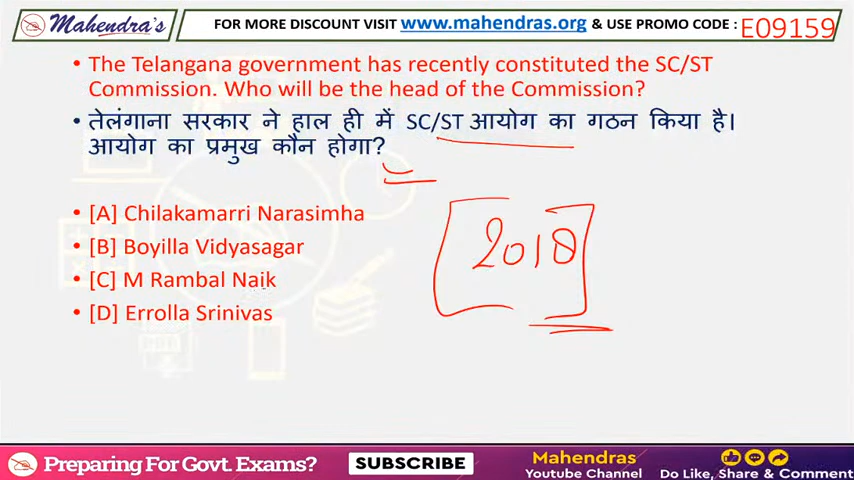 Mahendra's
FOR MORE DISCOUNT VISIT www.mahendras.org & USE PROMO CODE : E09159
• The Telangana government has recently constituted the SC/ST
Commission. Who will be the head of the Commission?
• तेलंगाना सरकार ने हाल ही में SC/ST आयोग का गठन किया है।
आयोग का प्रमुख कौन होगा?
• [A] Chilakamarri Narasimha
• [B] Boyilla Vidyasagar
• [C] M Rambal Naik
• [D] Errolla Srinivas
2018
Preparing For Govt. Exams?
SUBSCRIBE
Mahendras
Youtube Channel
Do Like, Share & Comment